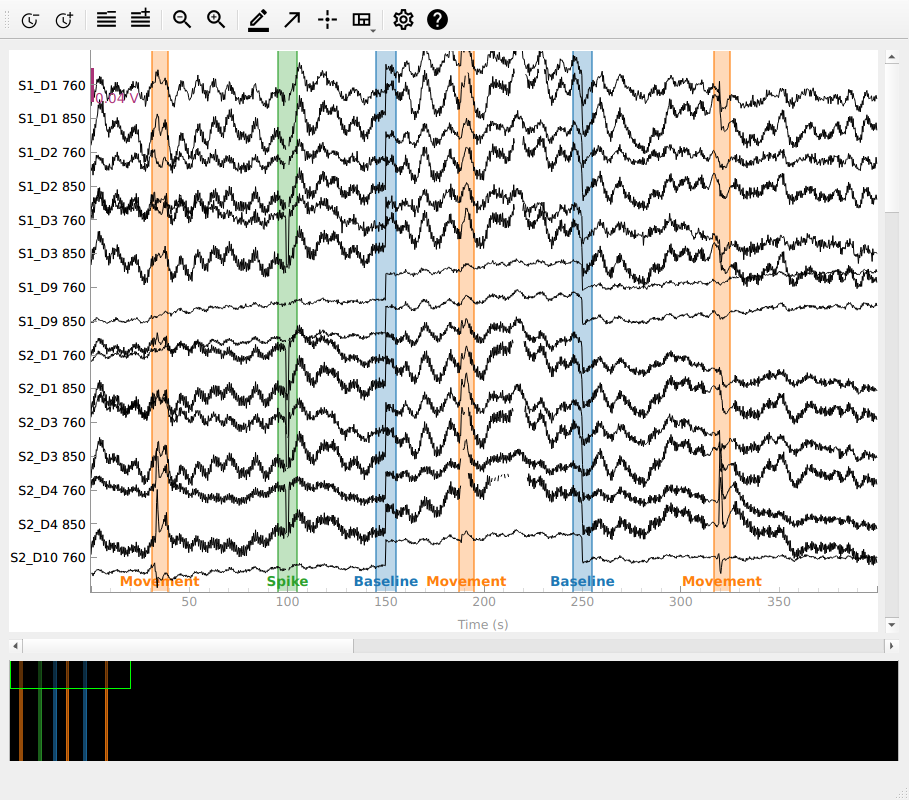 S1_D1 760
0.04 V
S1_D1 850
S1_D2 760
S1_D2 850
S1_D3 760
S1_D3 850
S1_D9 760
S1_D9 850
S2_D1 760
S2_D1 850
S2_D3 760
S2_D3 850
S2_D4 760
S2_D4 850
S2_D10 760
Movement Spike Baseline Movement Baseline Movement
50 100 150 200 250 300 350
Time (s)